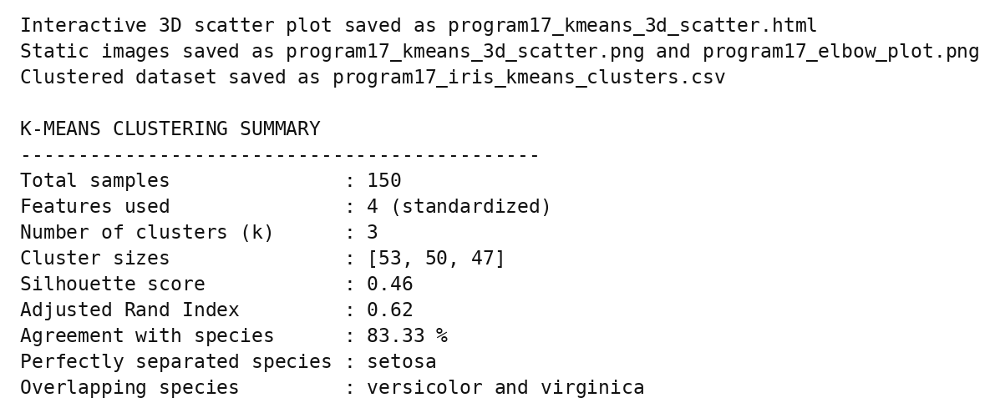 Interactive 3D scatter plot saved as program17_kmeans_3d_scatter.html
Static images saved as program17_kmeans_3d_scatter.png and program17_elbow_plot.png
Clustered dataset saved as program17_iris_kmeans_clusters.csv

K-MEANS CLUSTERING SUMMARY
---------------------------------------------
Total samples               : 150
Features used               : 4 (standardized)
Number of clusters (k)      : 3
Cluster sizes               : [53, 50, 47]
Silhouette score            : 0.46
Adjusted Rand Index         : 0.62
Agreement with species      : 83.33 %
Perfectly separated species : setosa
Overlapping species         : versicolor and virginica